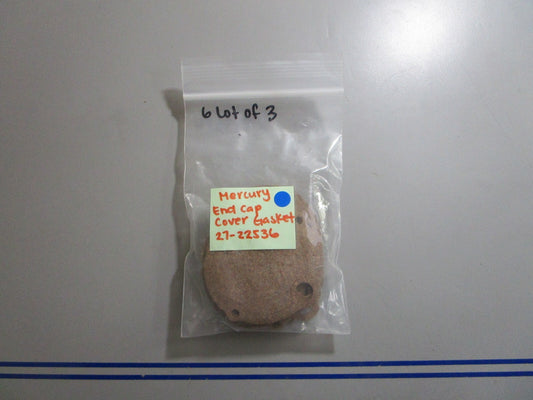 6 Lot of 3
Mercury
End Cap
Cover Gasket
27-22536